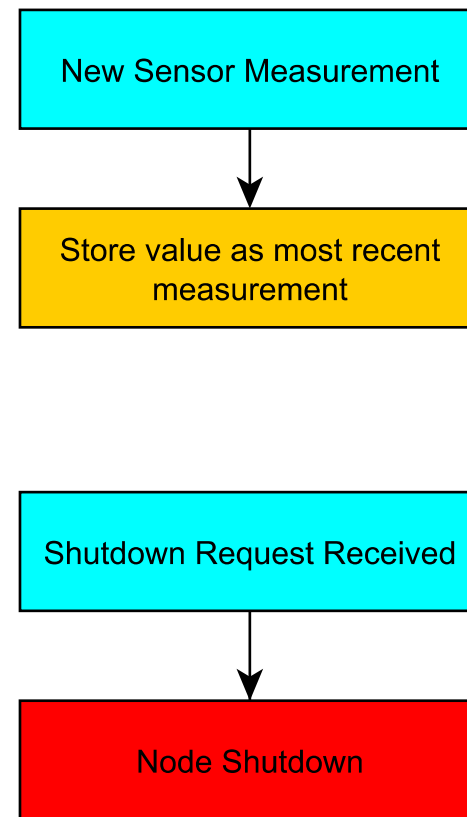 New Sensor Measurement
Store value as most recent
measurement
Shutdown Request Received
Node Shutdown